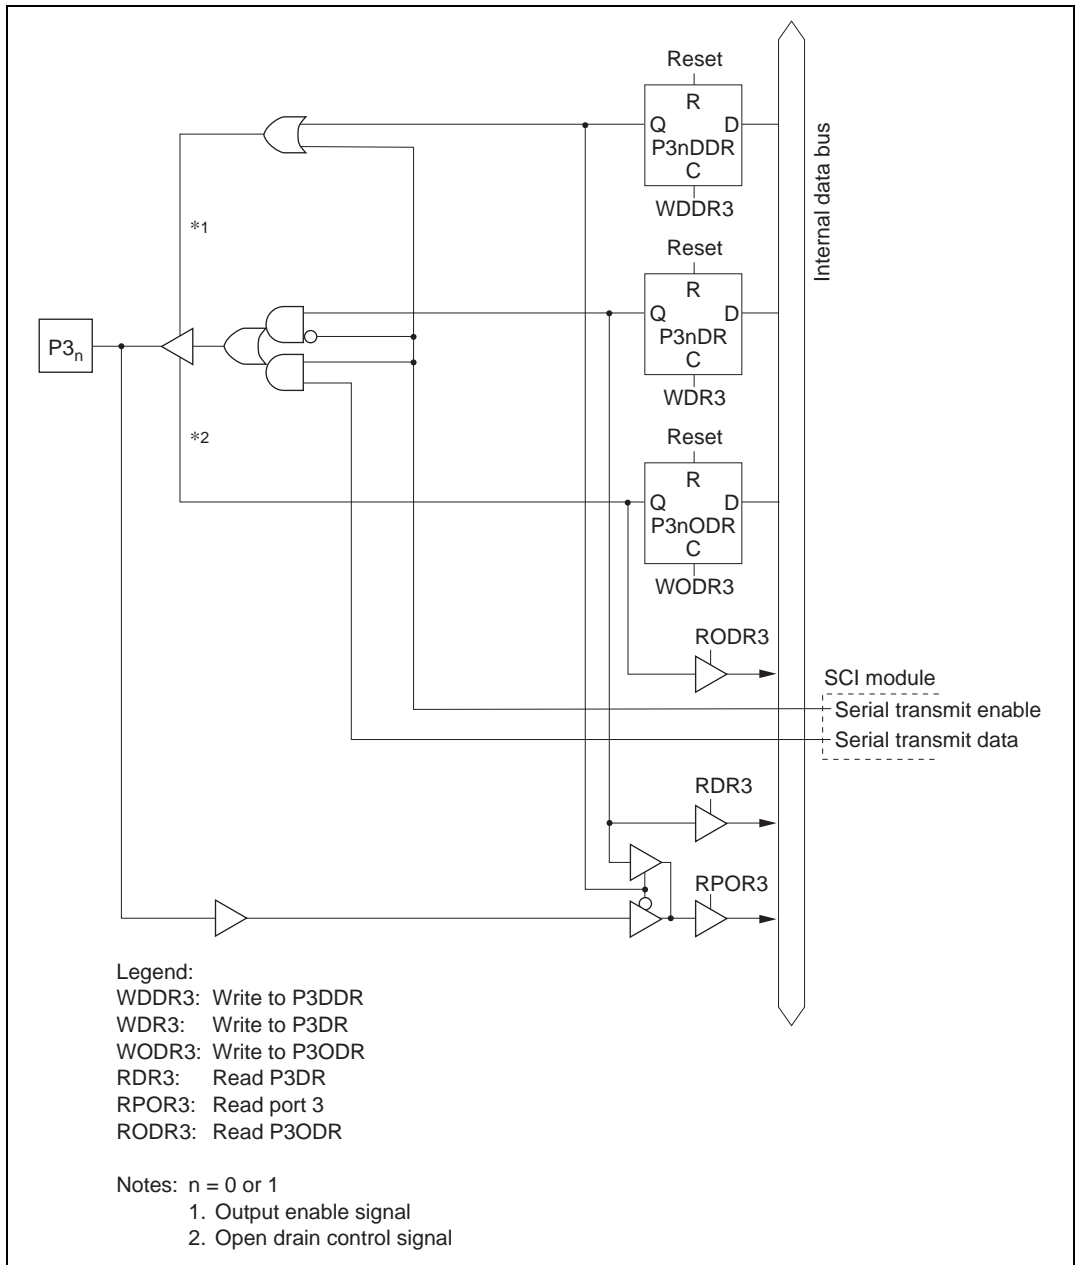 Reset
R
Q D
P3nDDR
C
WDDR3
Internal data bus
*1
Reset
R
Q D
P3nDR
C
WDR3
P3n
*2
Reset
R
Q D
P3nODR
C
WODR3
RODR3
SCI module
Serial transmit enable
Serial transmit data
RDR3
RPOR3
Legend:
WDDR3: Write to P3DDR
WDR3: Write to P3DR
WODR3: Write to P3ODR
RDR3: Read P3DR
RPOR3: Read port 3
RODR3: Read P3ODR
Notes: n = 0 or 1
1. Output enable signal
2. Open drain control signal